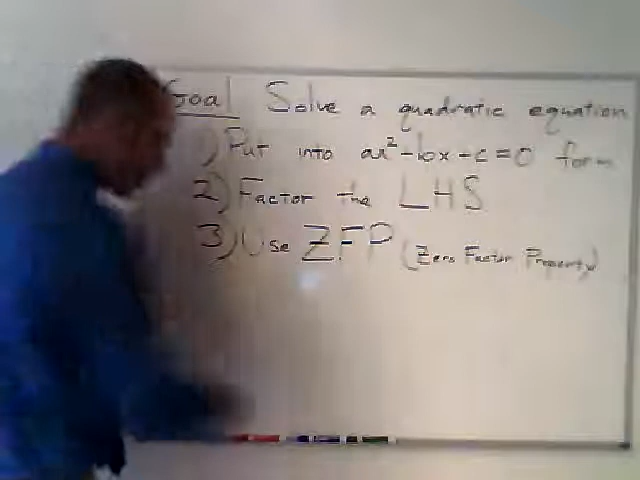 Goal Solve a quadratic equation
1) Put into ax²-bx-c=0 form
2) Factor the LHS
3) Use ZFP (Zero Factor Property)